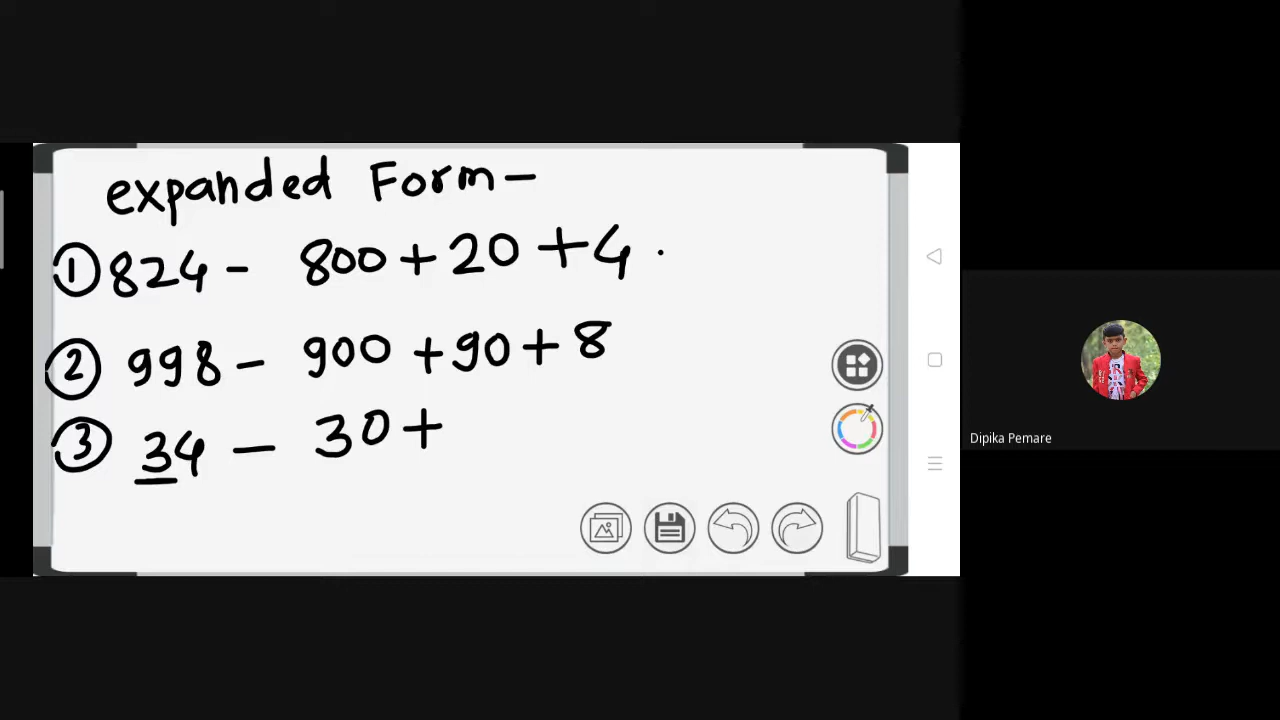 expanded Form-
① 824 - 800 + 20 + 4 .
② 998 - 900 + 90 + 8
③ 34 - 30 +
Dipika Pemare